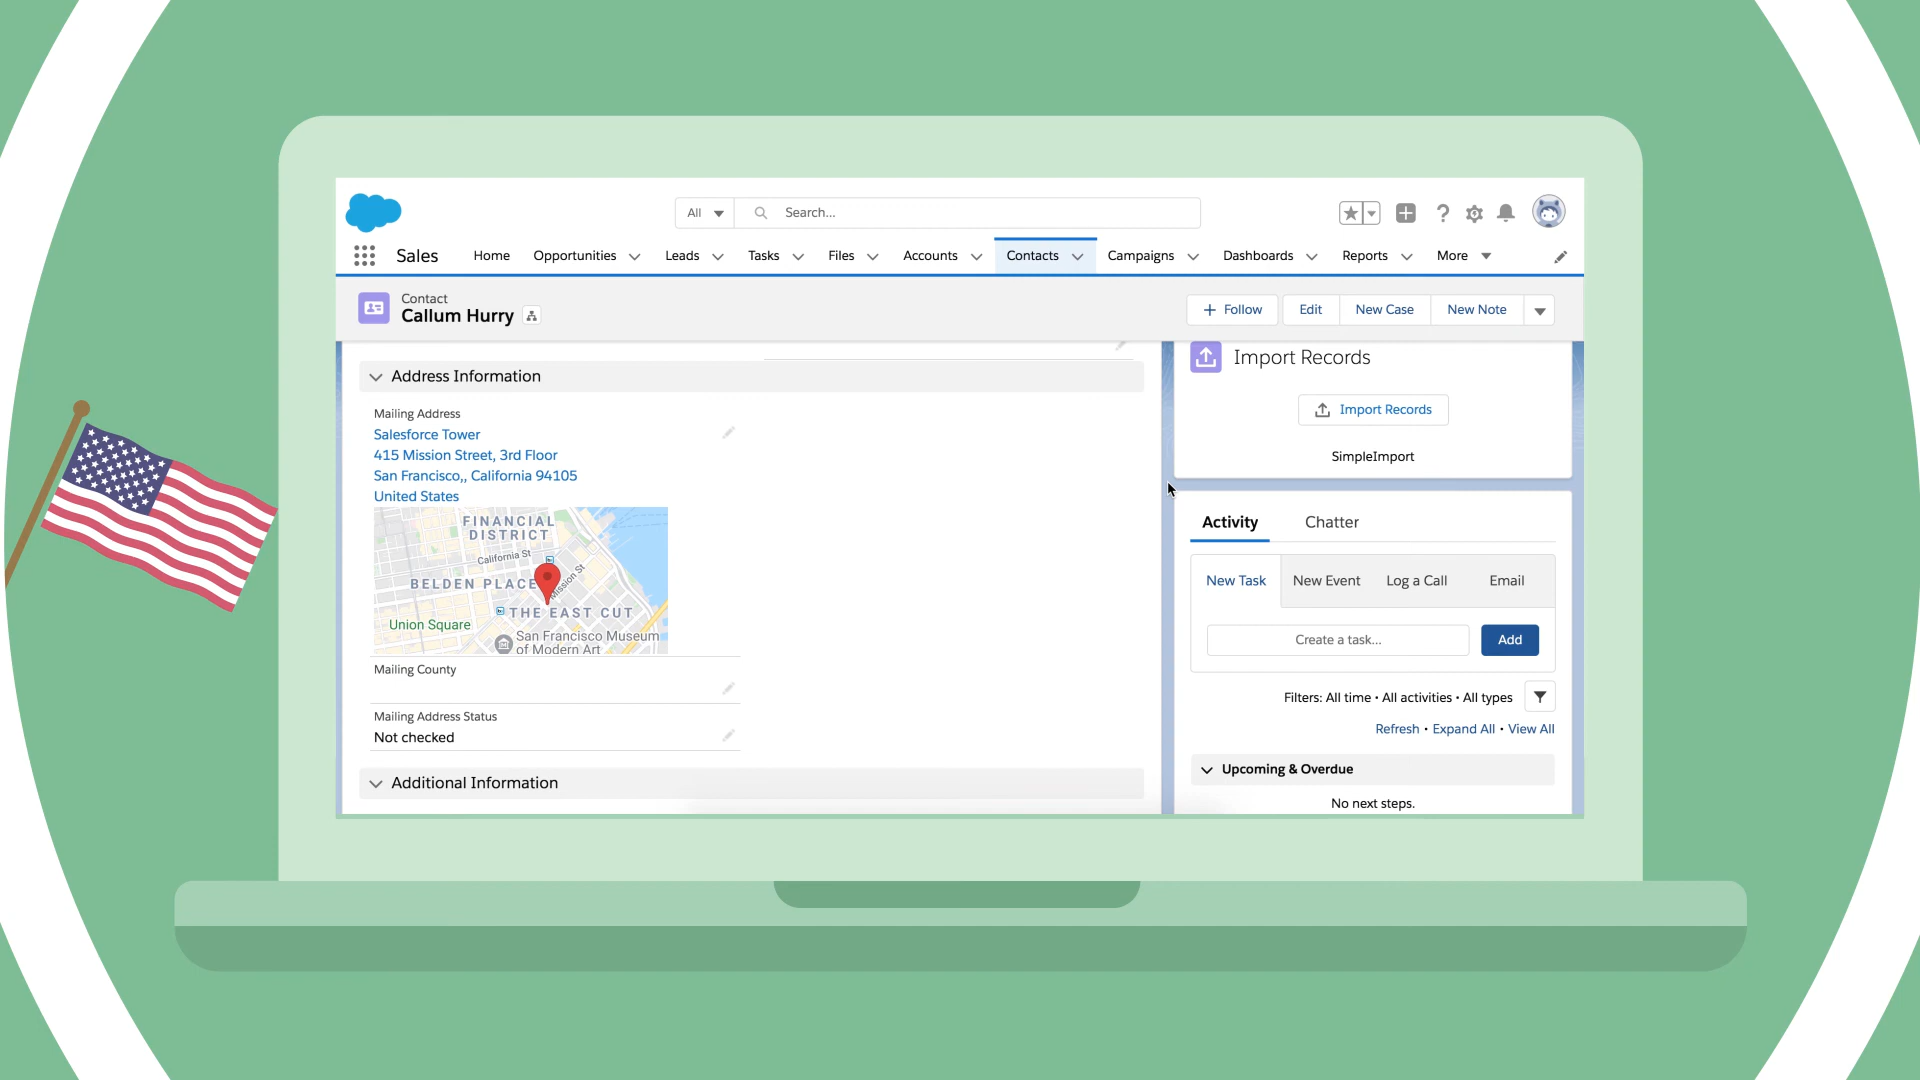 All
Search...
Sales
Home
Opportunities
Leads
Tasks
Files
Accounts
Contacts
Campaigns
Dashboards
Reports
More
Contact
Callum Hurry
+ Follow
Edit
New Case
New Note
Address Information
Mailing Address
Salesforce Tower
415 Mission Street, 3rd Floor
San Francisco,, California 94105
United States
FINANCIAL
DISTRICT
California St
BELDEN PLACE
Mission St
THE EAST CUT
Union Square
San Francisco Museum
of Modern Art
Mailing County
Mailing Address Status
Not checked
Additional Information
Import Records
Import Records
SimpleImport
Activity
Chatter
New Task
New Event
Log a Call
Email
Create a task...
Add
Filters: All time • All activities • All types
Refresh • Expand All • View All
Upcoming & Overdue
No next steps.